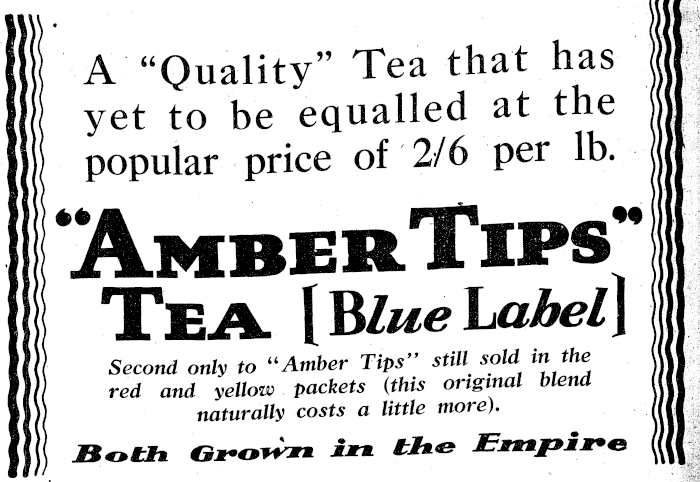 A “Quality” Tea that has
yet to be equalled at the
popular price of 2/6 per lb.
“AMBER TIPS”
TEA [Blue Label]
Second only to “Amber Tips” still sold in the
red and yellow packets (this original blend
naturally costs a little more).
Both Grown in the Empire